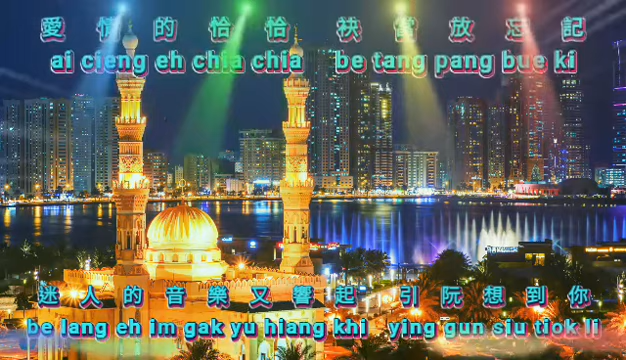 愛 情 的 恰 恰 袂 當 放 忘 記
ai cieng eh chia chia be tang pang bue ki
迷 人 的 音 樂 又 響 起 引 阮 想 到 你
be lang eh im gak yu hiang khi ying gun siu tiok li